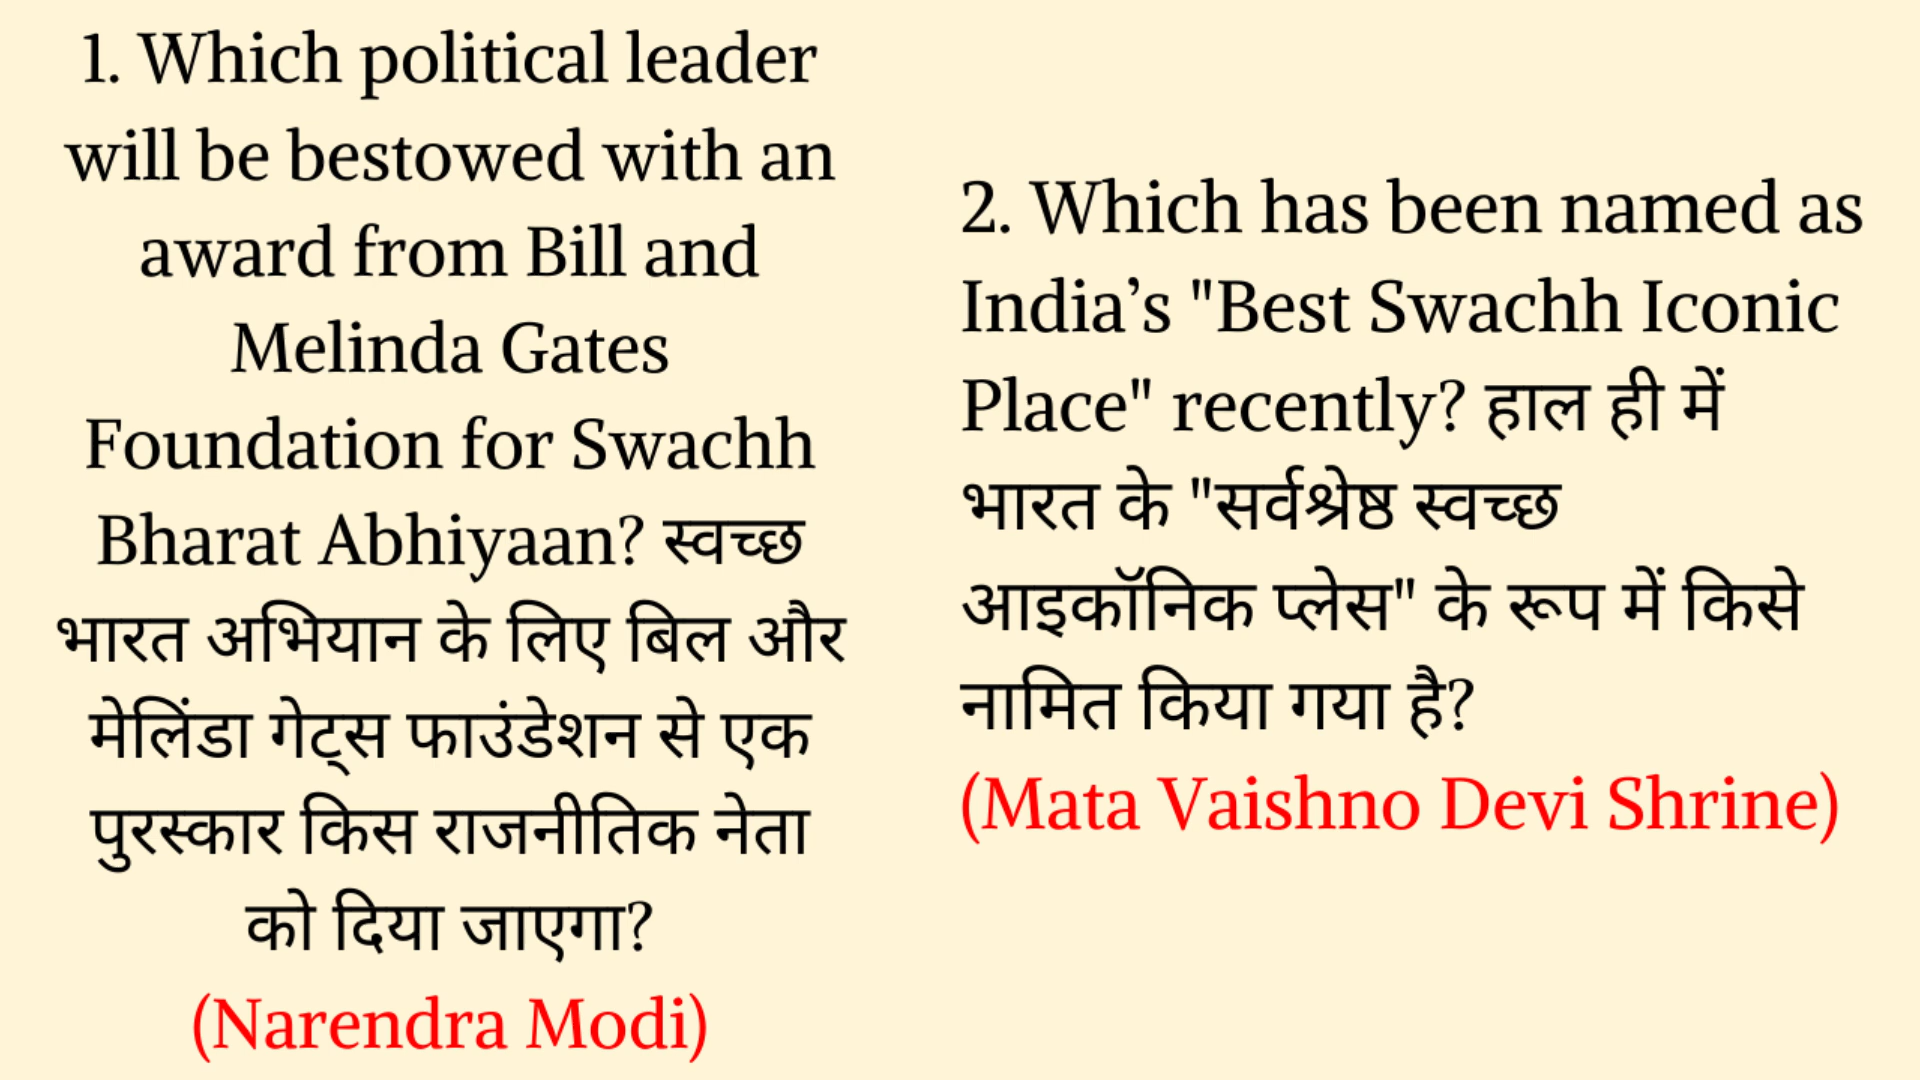 1. Which political leader
will be bestowed with an
award from Bill and
Melinda Gates
Foundation for Swachh
Bharat Abhiyaan? स्वच्छ
भारत अभियान के लिए बिल और
मेलिंडा गेट्स फाउंडेशन से एक
पुरस्कार किस राजनीतिक नेता
को दिया जाएगा?
(Narendra Modi)
2. Which has been named as
India’s "Best Swachh Iconic
Place" recently? हाल ही में
भारत के "सर्वश्रेष्ठ स्वच्छ
आइकॉनिक प्लेस" के रूप में किसे
नामित किया गया है?
(Mata Vaishno Devi Shrine)